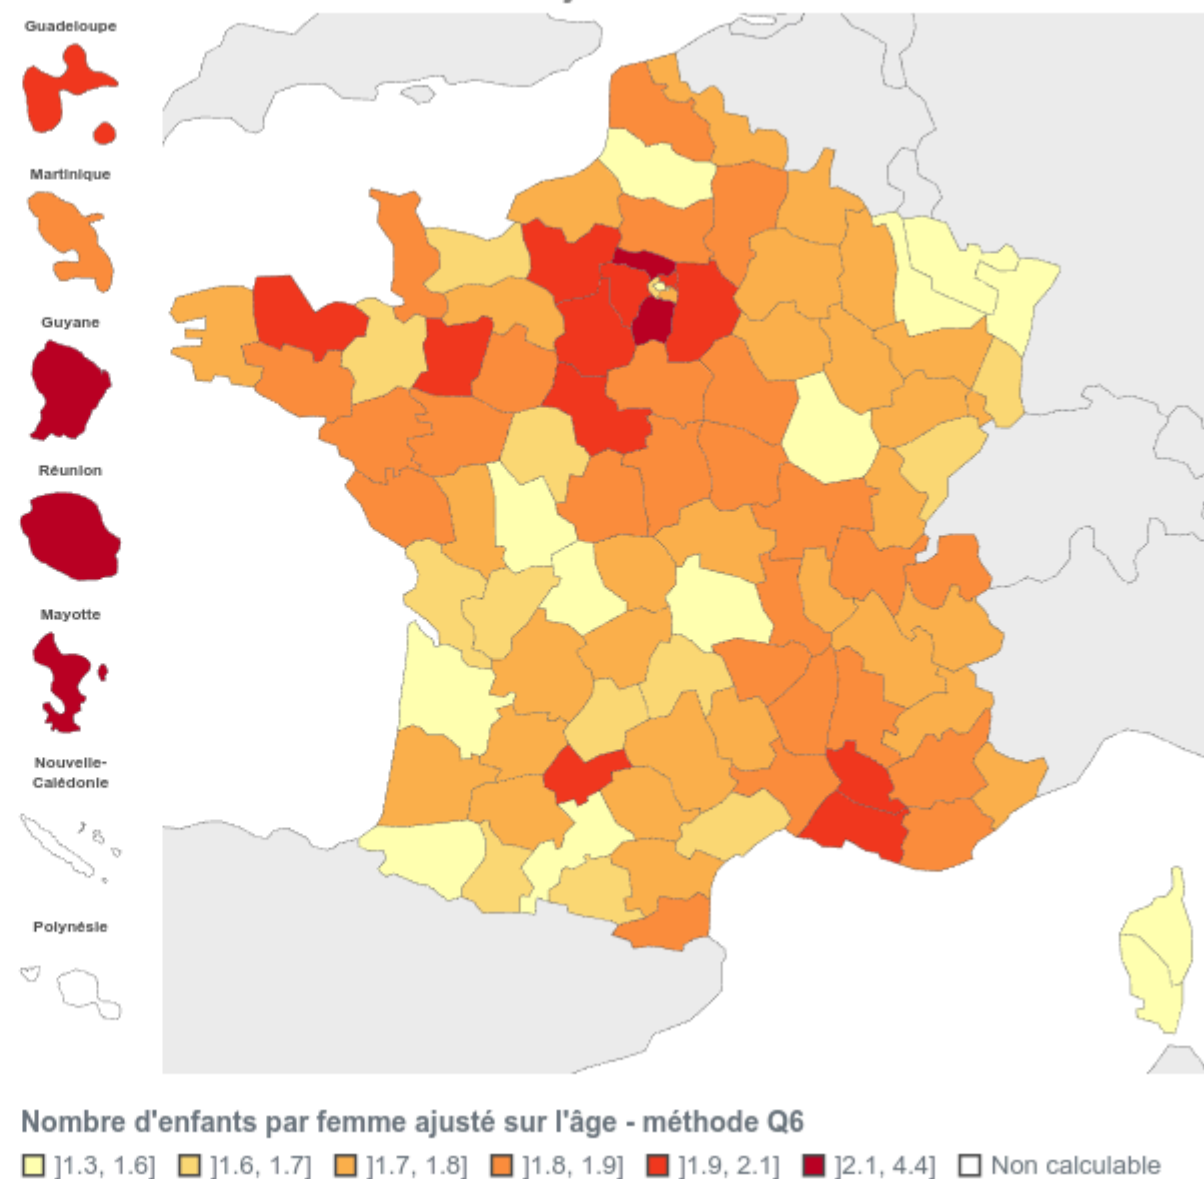 Guadeloupe
Martinique
Guyane
Réunion
Mayotte
Nouvelle-
Calédonie
Polynésie
Nombre d'enfants par femme ajusté sur l'âge - méthode Q6
]1.3, 1.6] ]1.6, 1.7] ]1.7, 1.8] ]1.8, 1.9] ]1.9, 2.1] ]2.1, 4.4] Non calculable